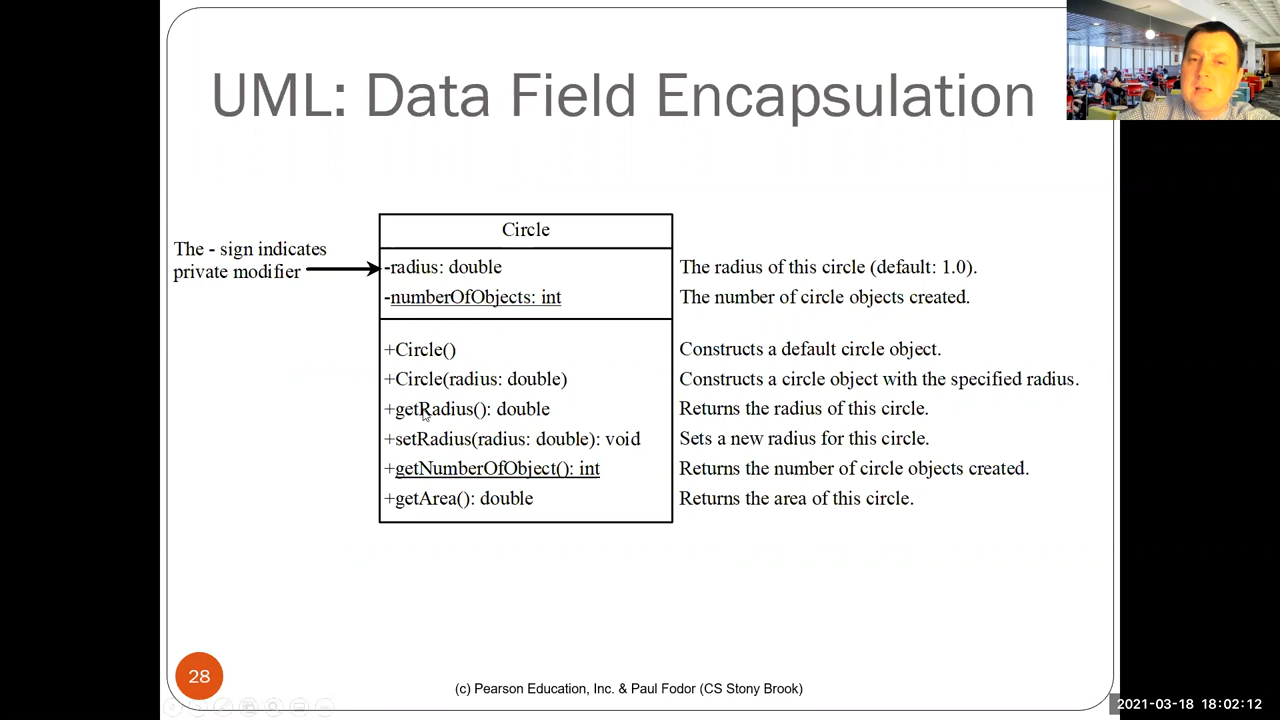 UML: Data Field Encapsulation
The - sign indicates
private modifier
Circle
-radius: double
The radius of this circle (default: 1.0).
-numberOfObjects: int
The number of circle objects created.
+Circle()
Constructs a default circle object.
+Circle(radius: double)
Constructs a circle object with the specified radius.
+getRadius(): double
Returns the radius of this circle.
+setRadius(radius: double): void
Sets a new radius for this circle.
+getNumberOfObject(): int
Returns the number of circle objects created.
+getArea(): double
Returns the area of this circle.
28
(c) Pearson Education, Inc. & Paul Fodor (CS Stony Brook)
2021-03-18 18:02:12